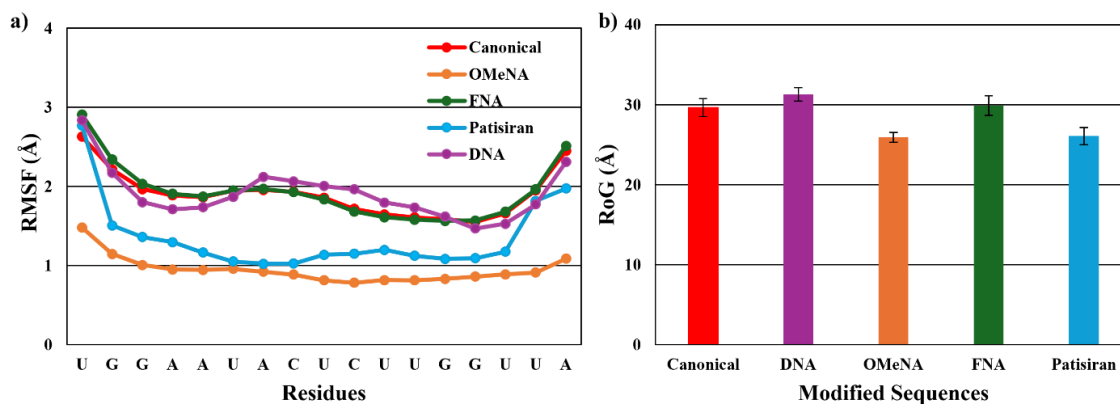 a)
4
3
2
1
0
RMSF (Å)
Canonical
OMeNA
FNA
Patisiran
DNA
U G G A A U A C U C U U G G U U A
Residues
b)
40
30
20
10
0
RoG (Å)
Canonical DNA OMeNA FNA Patisiran
Modified Sequences